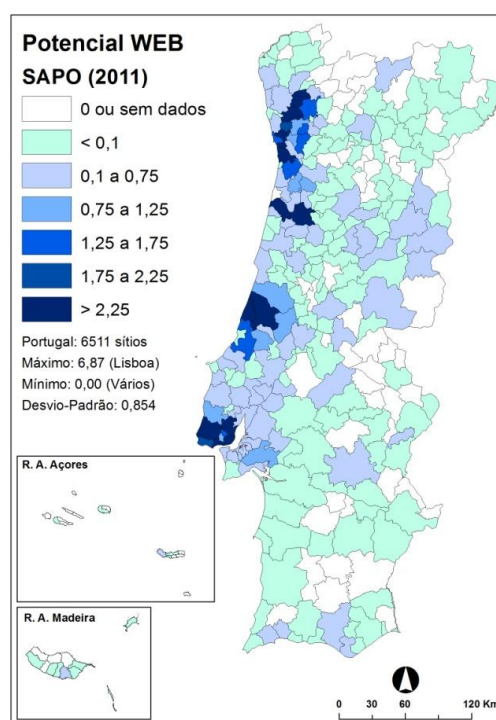 Potencial WEB
SAPO (2011)
0 ou sem dados
< 0,1
0,1 a 0,75
0,75 a 1,25
1,25 a 1,75
1,75 a 2,25
> 2,25
Portugal: 6511 sítios
Máximo: 6,87 (Lisboa)
Mínimo: 0,00 (Vários)
Desvio-Padrão: 0,854
R. A. Açores
R. A. Madeira
0 30 60 90 120 Km